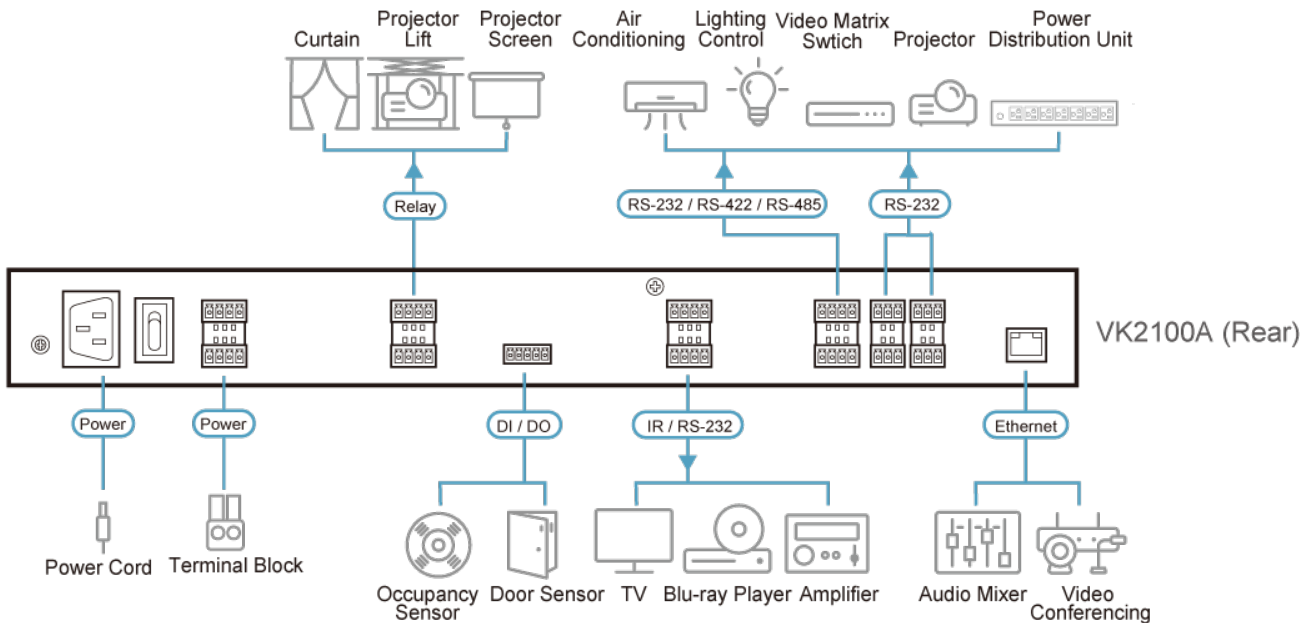 Curtain
Projector
Lift
Projector
Screen
Air
Conditioning
Lighting
Control
Video Matrix
Swtich
Projector
Power
Distribution Unit
Relay
RS-232 / RS-422 / RS-485
RS-232
VK2100A (Rear)
Power
Power
DI / DO
IR / RS-232
Ethernet
Power Cord
Terminal Block
Occupancy
Sensor
Door Sensor
TV
Blu-ray Player
Amplifier
Audio Mixer
Video
Conferencing